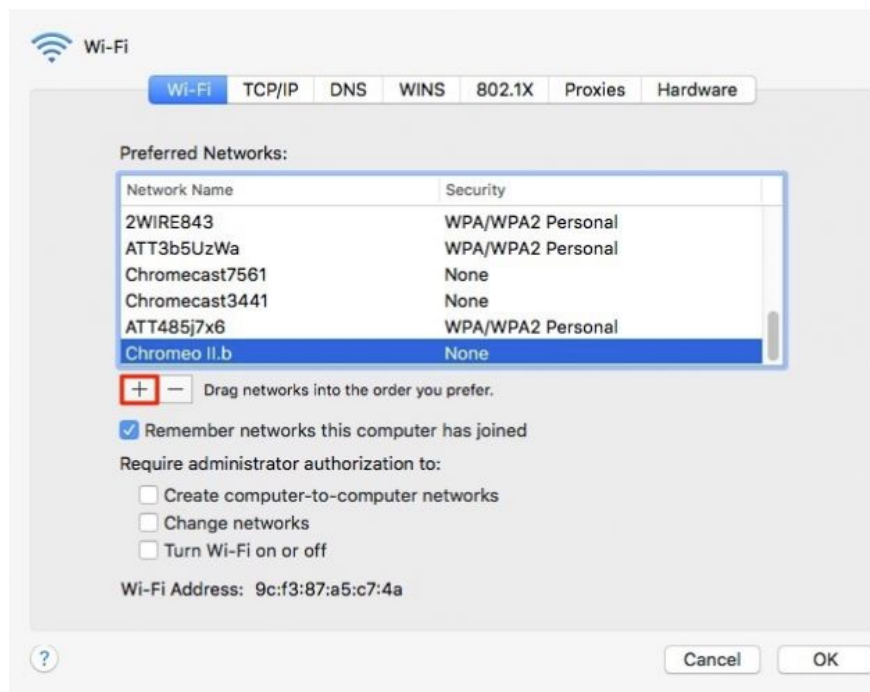 Wi-Fi
Wi-Fi TCP/IP DNS WINS 802.1X Proxies Hardware
Preferred Networks:
Network Name Security
2WIRE843 WPA/WPA2 Personal
ATT3b5UzWa WPA/WPA2 Personal
Chromecast7561 None
Chromecast3441 None
ATT485j7x6 WPA/WPA2 Personal
Chromeo II.b None
+ − Drag networks into the order you prefer.
Remember networks this computer has joined
Require administrator authorization to:
Create computer-to-computer networks
Change networks
Turn Wi-Fi on or off
Wi-Fi Address: 9c:f3:87:a5:c7:4a
? Cancel OK